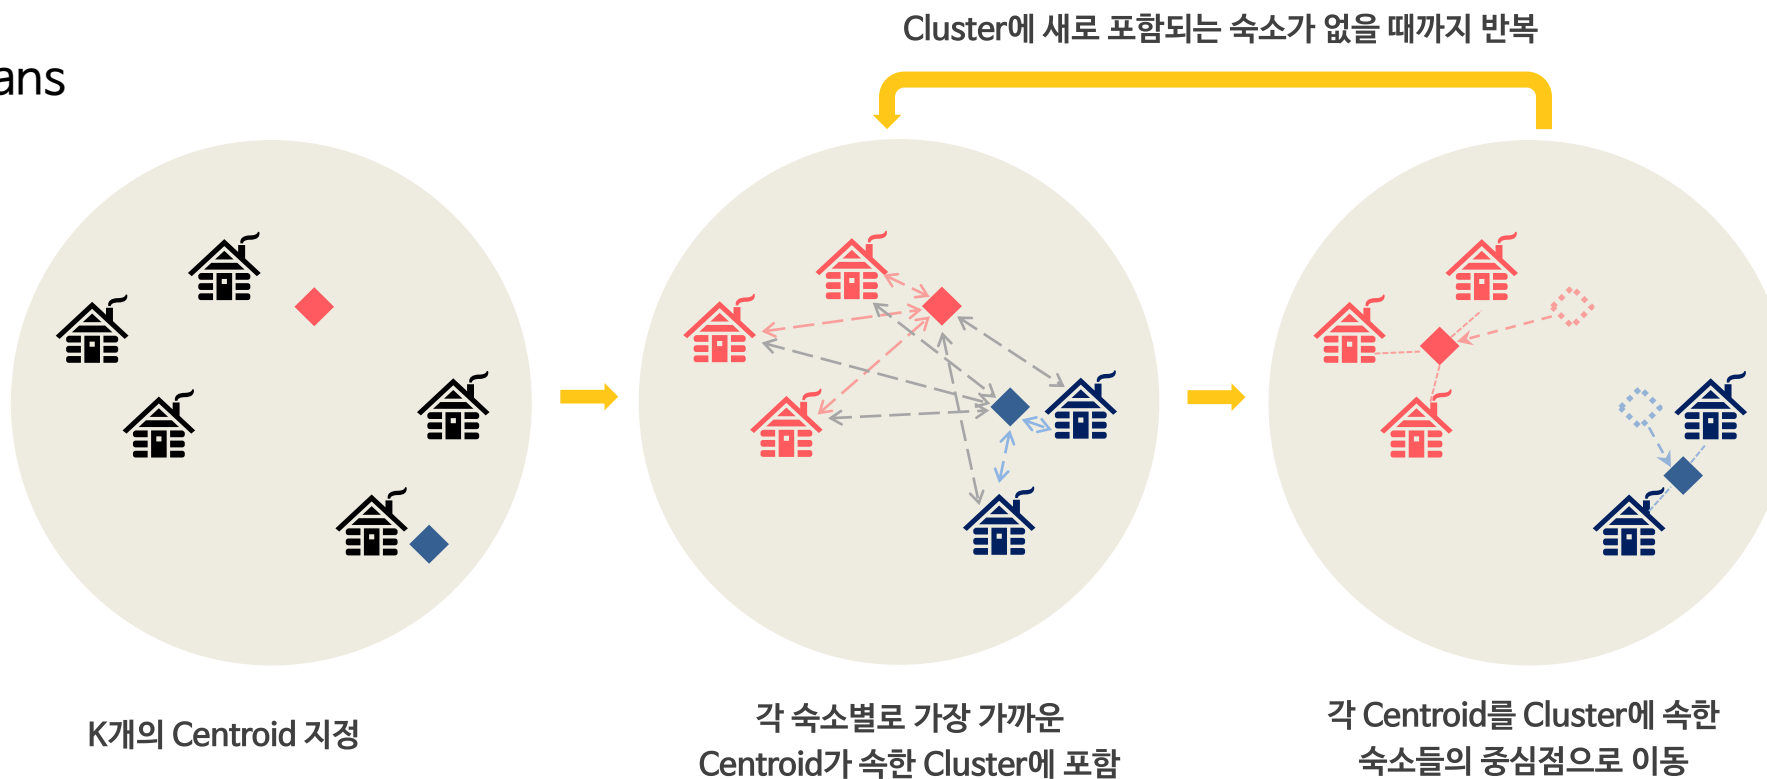 Cluster에 새로 포함되는 숙소가 없을 때까지 반복
ans
K개의 Centroid 지정
각 숙소별로 가장 가까운
Centroid가 속한 Cluster에 포함
각 Centroid를 Cluster에 속한
숙소들의 중심점으로 이동